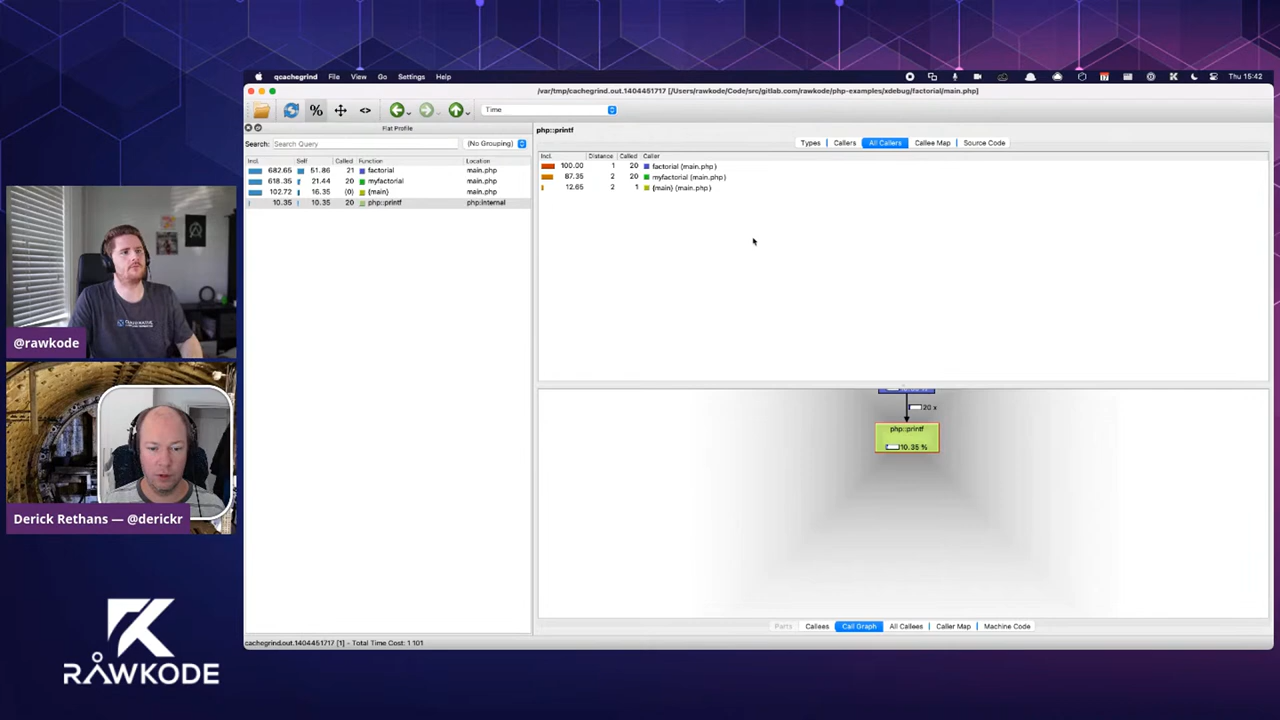 qcachegrind File View Go Settings Help
Thu 15:42
/var/tmp/cachegrind.out.1404451717 [/Users/rawkode/Code/src/gitlab.com/rawkode/php-examples/xdebug/factorial/main.php]
% <> Time
Flat Profile
Search: Search Query (No Grouping)
Incl. Self Called Function Location
682.65 51.86 21 factorial main.php
618.35 21.44 20 myfactorial main.php
102.72 16.35 (0) {main} main.php
10.35 10.35 20 php::printf php:internal
php::printf
Types Callers All Callers Callee Map Source Code
Incl. Distance Called Caller
100.00 1 20 factorial (main.php)
87.35 2 20 myfactorial (main.php)
12.65 2 1 {main} (main.php)
20 x
php::printf
10.35 %
Parts Callees Call Graph All Callees Caller Map Machine Code
cachegrind.out.1404451717 [1] - Total Time Cost: 1 101
@rawkode
Derick Rethans — @derickr
RAWKODE